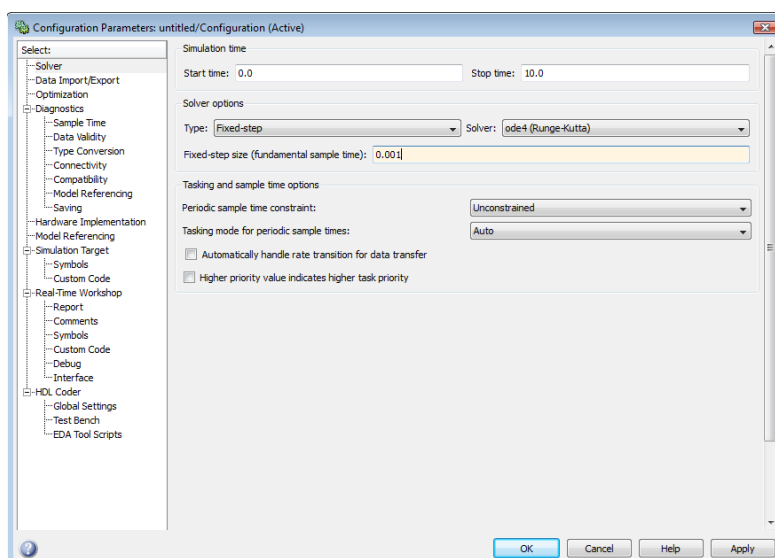 Configuration Parameters: untitled/Configuration (Active)
Select:
Solver
Data Import/Export
Optimization
Diagnostics
Sample Time
Data Validity
Type Conversion
Connectivity
Compatibility
Model Referencing
Saving
Hardware Implementation
Model Referencing
Simulation Target
Symbols
Custom Code
Real-Time Workshop
Report
Comments
Symbols
Custom Code
Debug
Interface
HDL Coder
Global Settings
Test Bench
EDA Tool Scripts
Simulation time
Start time: 0.0 Stop time: 10.0
Solver options
Type: Fixed-step Solver: ode4 (Runge-Kutta)
Fixed-step size (fundamental sample time): 0.001
Tasking and sample time options
Periodic sample time constraint: Unconstrained
Tasking mode for periodic sample times: Auto
Automatically handle rate transition for data transfer
Higher priority value indicates higher task priority
OK Cancel Help Apply